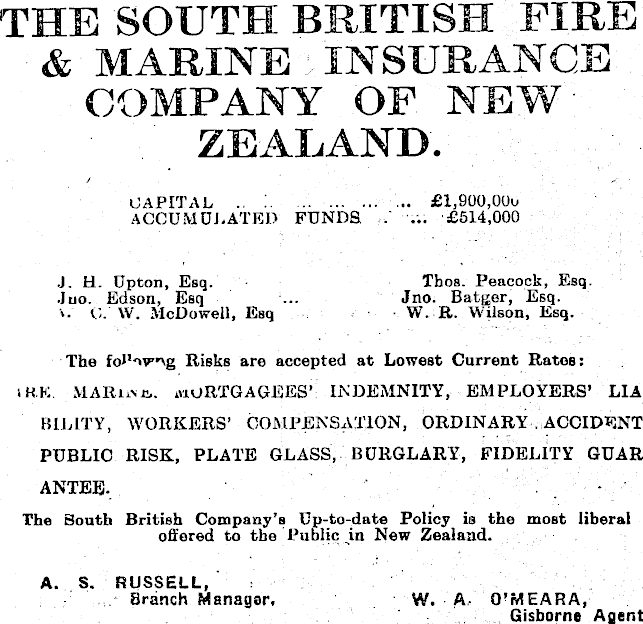 THE SOUTH BRITISH FIRE
& MARINE INSURANCE
COMPANY OF NEW
ZEALAND.
CAPITAL .. .. ... ... ... ... £1,900,000
ACCUMULATED FUNDS . ... £514,000
J. H. Upton, Esq. Thos. Peacock, Esq.
Jno. Edson, Esq ... Jno. Batger, Esq.
C. W. McDowell, Esq W. R. Wilson, Esq.
The following Risks are accepted at Lowest Current Rates:
IRE, MARINE, MORTGAGEES' INDEMNITY, EMPLOYERS' LIA
BILITY, WORKERS' COMPENSATION, ORDINARY ACCIDENT
PUBLIC RISK, PLATE GLASS, BURGLARY, FIDELITY GUAR
ANTEE.
The South British Company's Up-to-date Policy is the most liberal
offered to the Public in New Zealand.
A. S. RUSSELL,
Branch Manager.
W. A. O'MEARA,
Gisborne Agent